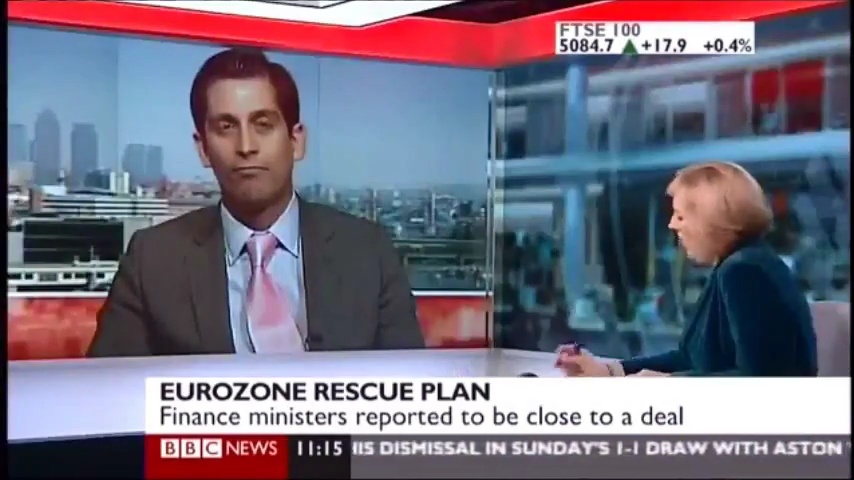 FTSE 100
5084.7 ▲ +17.9 +0.4%
EUROZONE RESCUE PLAN
Finance ministers reported to be close to a deal
BBC NEWS 11:15 IS DISMISSAL IN SUNDAY'S 1-1 DRAW WITH ASTON